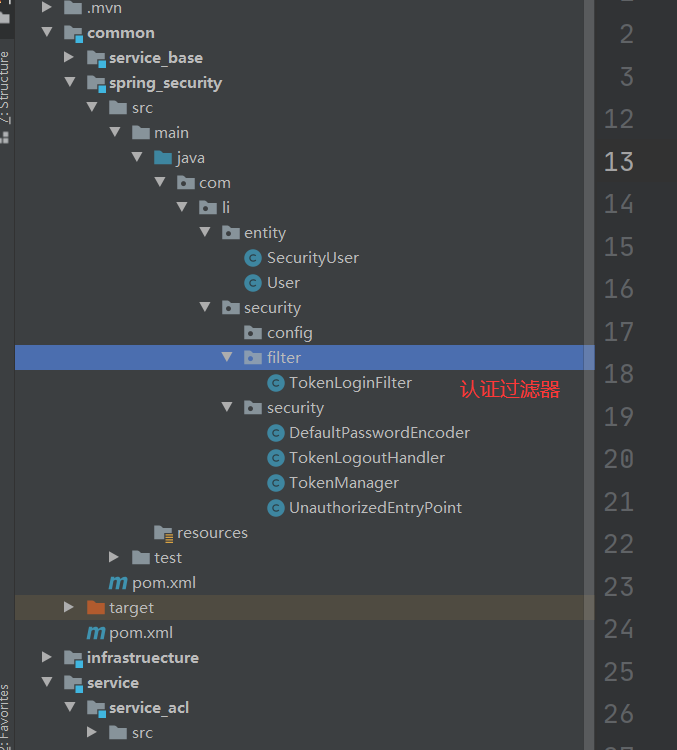 .mvn
common
service_base
spring_security
src
main
java
com
li
entity
SecurityUser
User
security
config
filter
TokenLoginFilter
认证过滤器
security
DefaultPasswordEncoder
TokenLogoutHandler
TokenManager
UnauthorizedEntryPoint
resources
test
pom.xml
target
pom.xml
infrastruecture
service
service_acl
src
Z: Structure
Favorites
2
3
12
13
14
15
16
17
18
19
20
21
22
23
24
25
26